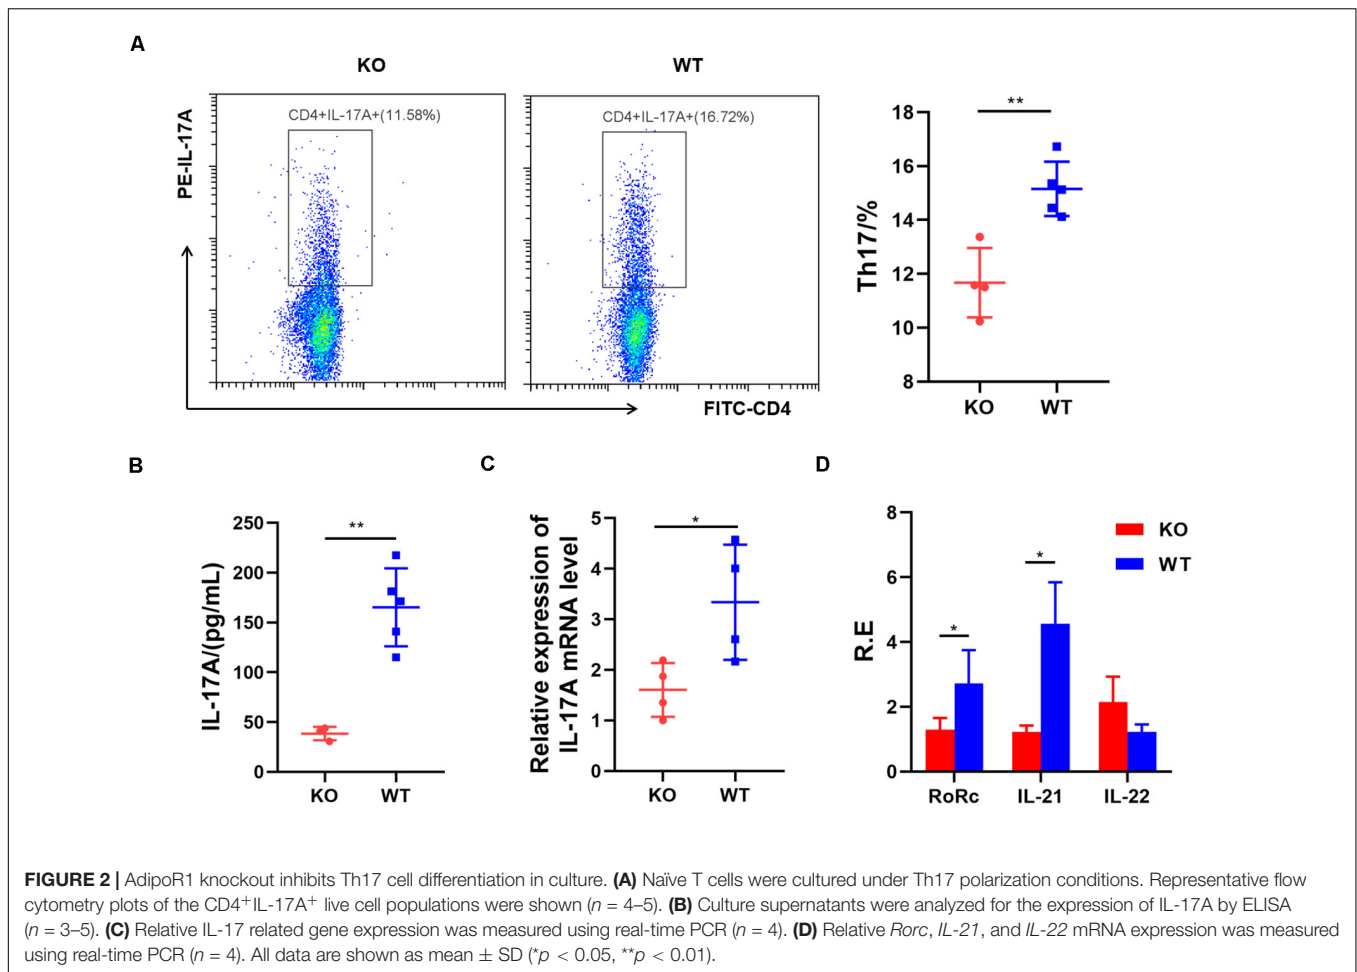 A
KO
WT
CD4+IL-17A+(11.58%)
CD4+IL-17A+(16.72%)
PE-IL-17A
FITC-CD4
Th17/%
18
16
14
12
10
8
**
KO
WT
B
IL-17A/(pg/mL)
250
200
150
100
50
0
**
KO
WT
C
Relative expression of
IL-17A mRNA level
5
4
3
2
1
0
*
KO
WT
D
R.E
8
6
4
2
0
*
*
KO
WT
RoRc
IL-21
IL-22
FIGURE 2 | AdipoR1 knockout inhibits Th17 cell differentiation in culture. (A) Naïve T cells were cultured under Th17 polarization conditions. Representative flow
cytometry plots of the CD4⁺IL-17A⁺ live cell populations were shown (n = 4–5). (B) Culture supernatants were analyzed for the expression of IL-17A by ELISA
(n = 3–5). (C) Relative IL-17 related gene expression was measured using real-time PCR (n = 4). (D) Relative Rorc, IL-21, and IL-22 mRNA expression was measured
using real-time PCR (n = 4). All data are shown as mean ± SD (*p < 0.05, **p < 0.01).